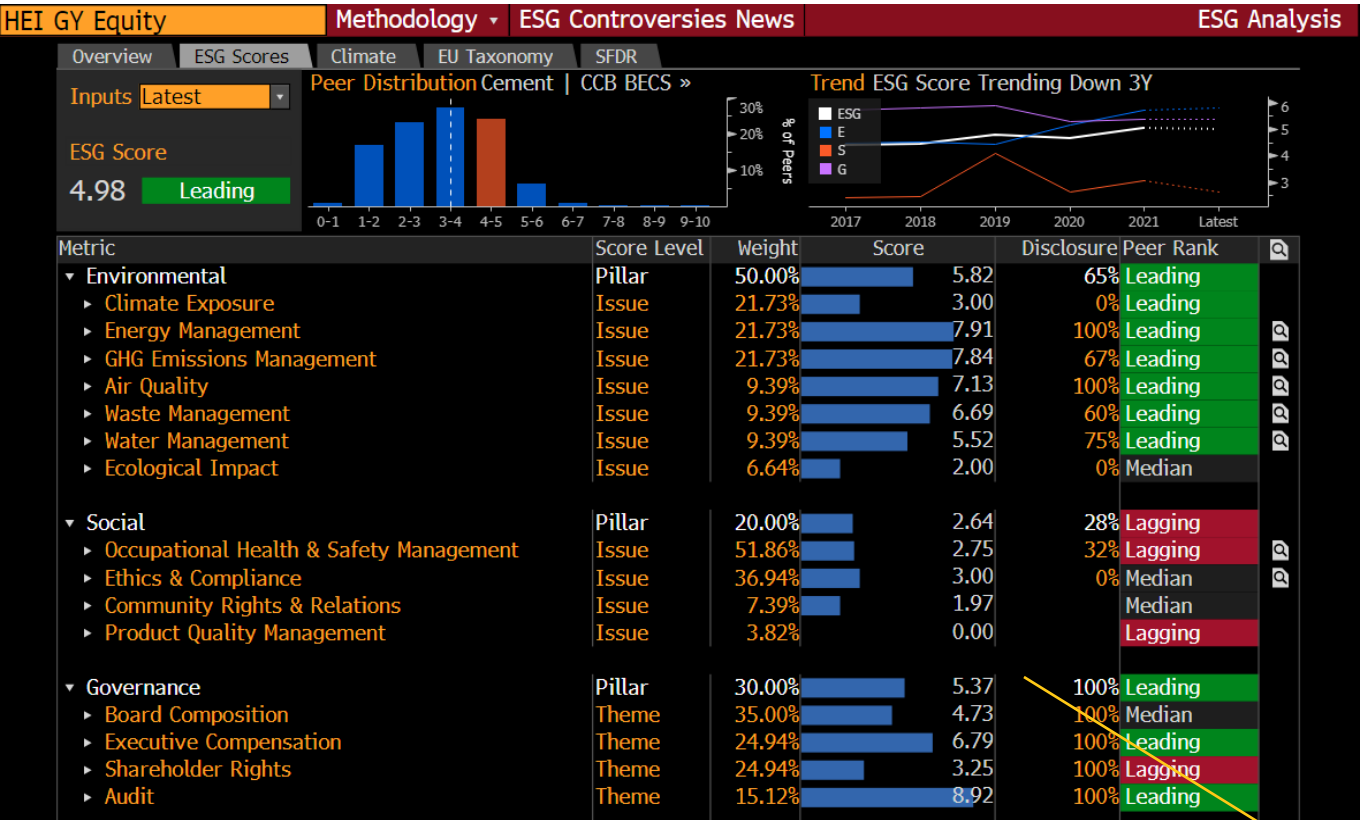 HEI GY Equity Methodology ESG Controversies News ESG Analysis
Overview ESG Scores Climate EU Taxonomy SFDR
Inputs Latest
ESG Score
4.98 Leading
Peer Distribution Cement | CCB BECS »
30%
20%
10%
% of Peers
0-1 1-2 2-3 3-4 4-5 5-6 6-7 7-8 8-9 9-10
Trend ESG Score Trending Down 3Y
ESG
E
S
G
6
5
4
3
2017 2018 2019 2020 2021 Latest
Metric Score Level Weight Score Disclosure Peer Rank
Environmental Pillar 50.00% 5.82 65% Leading
Climate Exposure Issue 21.73% 3.00 0% Leading
Energy Management Issue 21.73% 7.91 100% Leading
GHG Emissions Management Issue 21.73% 7.84 67% Leading
Air Quality Issue 9.39% 7.13 100% Leading
Waste Management Issue 9.39% 6.69 60% Leading
Water Management Issue 9.39% 5.52 75% Leading
Ecological Impact Issue 6.64% 2.00 0% Median
Social Pillar 20.00% 2.64 28% Lagging
Occupational Health & Safety Management Issue 51.86% 2.75 32% Lagging
Ethics & Compliance Issue 36.94% 3.00 0% Median
Community Rights & Relations Issue 7.39% 1.97 Median
Product Quality Management Issue 3.82% 0.00 Lagging
Governance Pillar 30.00% 5.37 100% Leading
Board Composition Theme 35.00% 4.73 100% Median
Executive Compensation Theme 24.94% 6.79 100% Leading
Shareholder Rights Theme 24.94% 3.25 100% Lagging
Audit Theme 15.12% 8.92 100% Leading